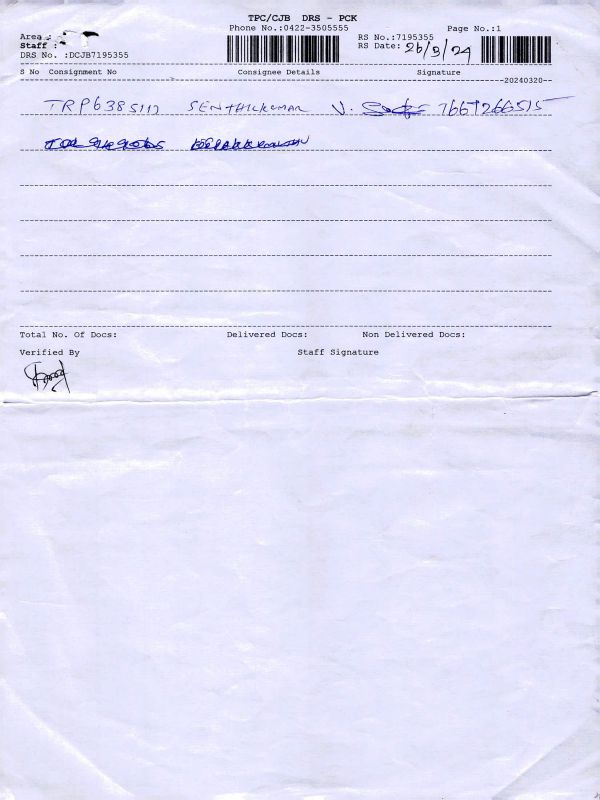 TPC/CJB DRS - PCK
Phone No.:0422-3505555 Page No.:1
Area :
Staff :
RS No.:7195355
RS Date: 26/3/24
DRS No. :DCJB7195355
S No Consignment No Consignee Details Signature
20240320
TRP6385117 SENTHILKUMAR V. 7667266515
Total No. Of Docs: Delivered Docs: Non Delivered Docs:
Verified By Staff Signature